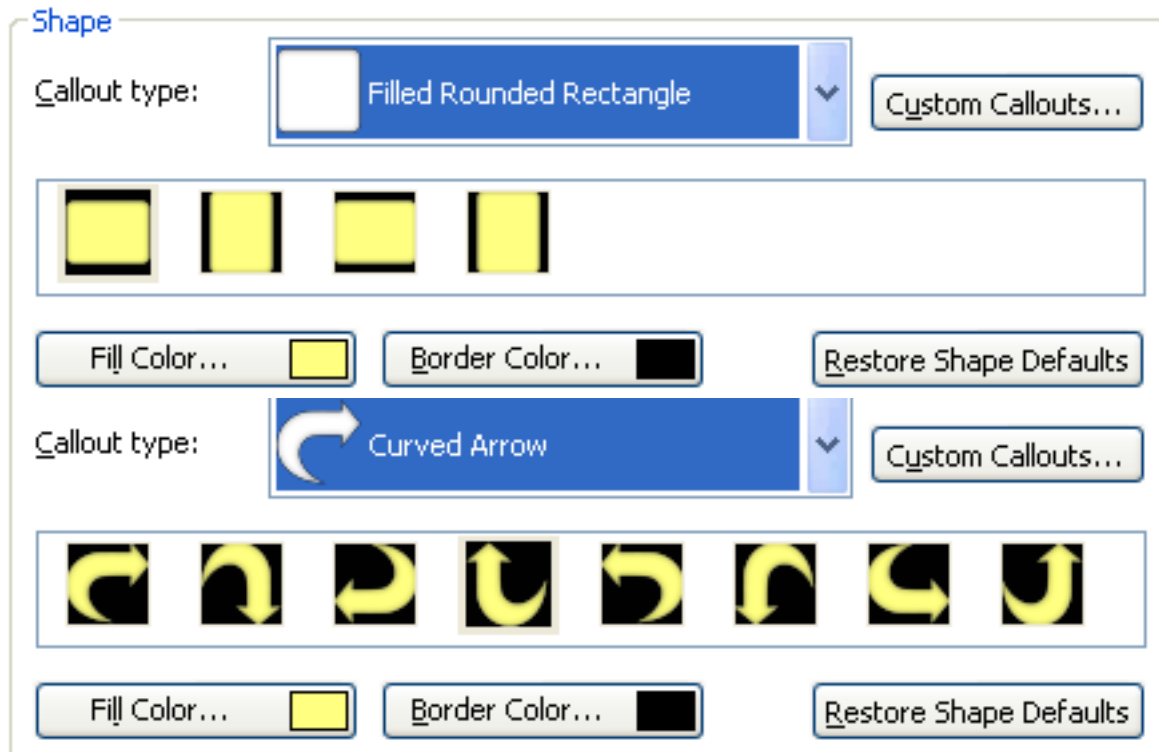 Shape
Callout type:
Filled Rounded Rectangle
Custom Callouts...
Fill Color...
Border Color...
Restore Shape Defaults
Callout type:
Curved Arrow
Custom Callouts...
Fill Color...
Border Color...
Restore Shape Defaults